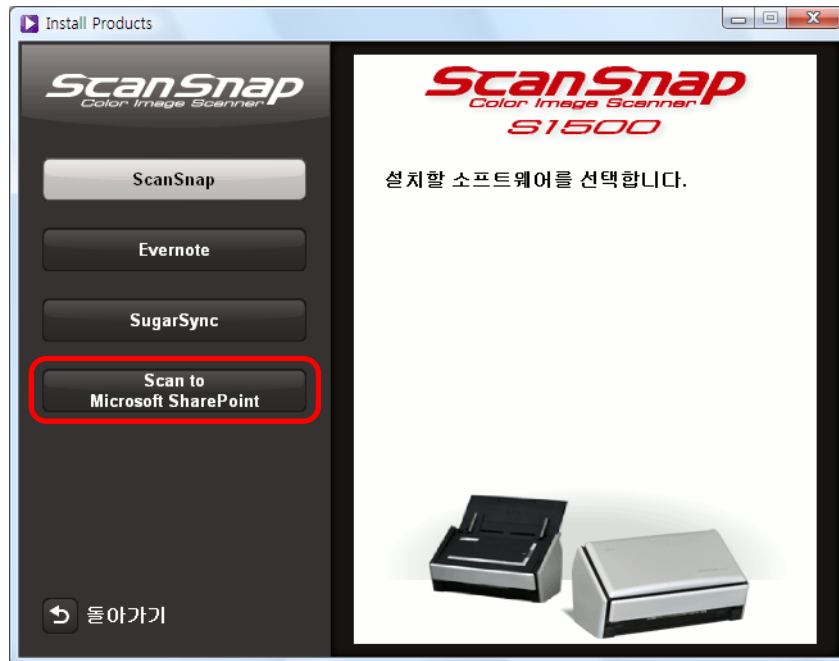 Install Products
ScanSnap
Color Image Scanner
ScanSnap
Evernote
SugarSync
Scan to
Microsoft SharePoint
돌아가기
ScanSnap
Color Image Scanner
S1500
설치할 소프트웨어를 선택합니다.